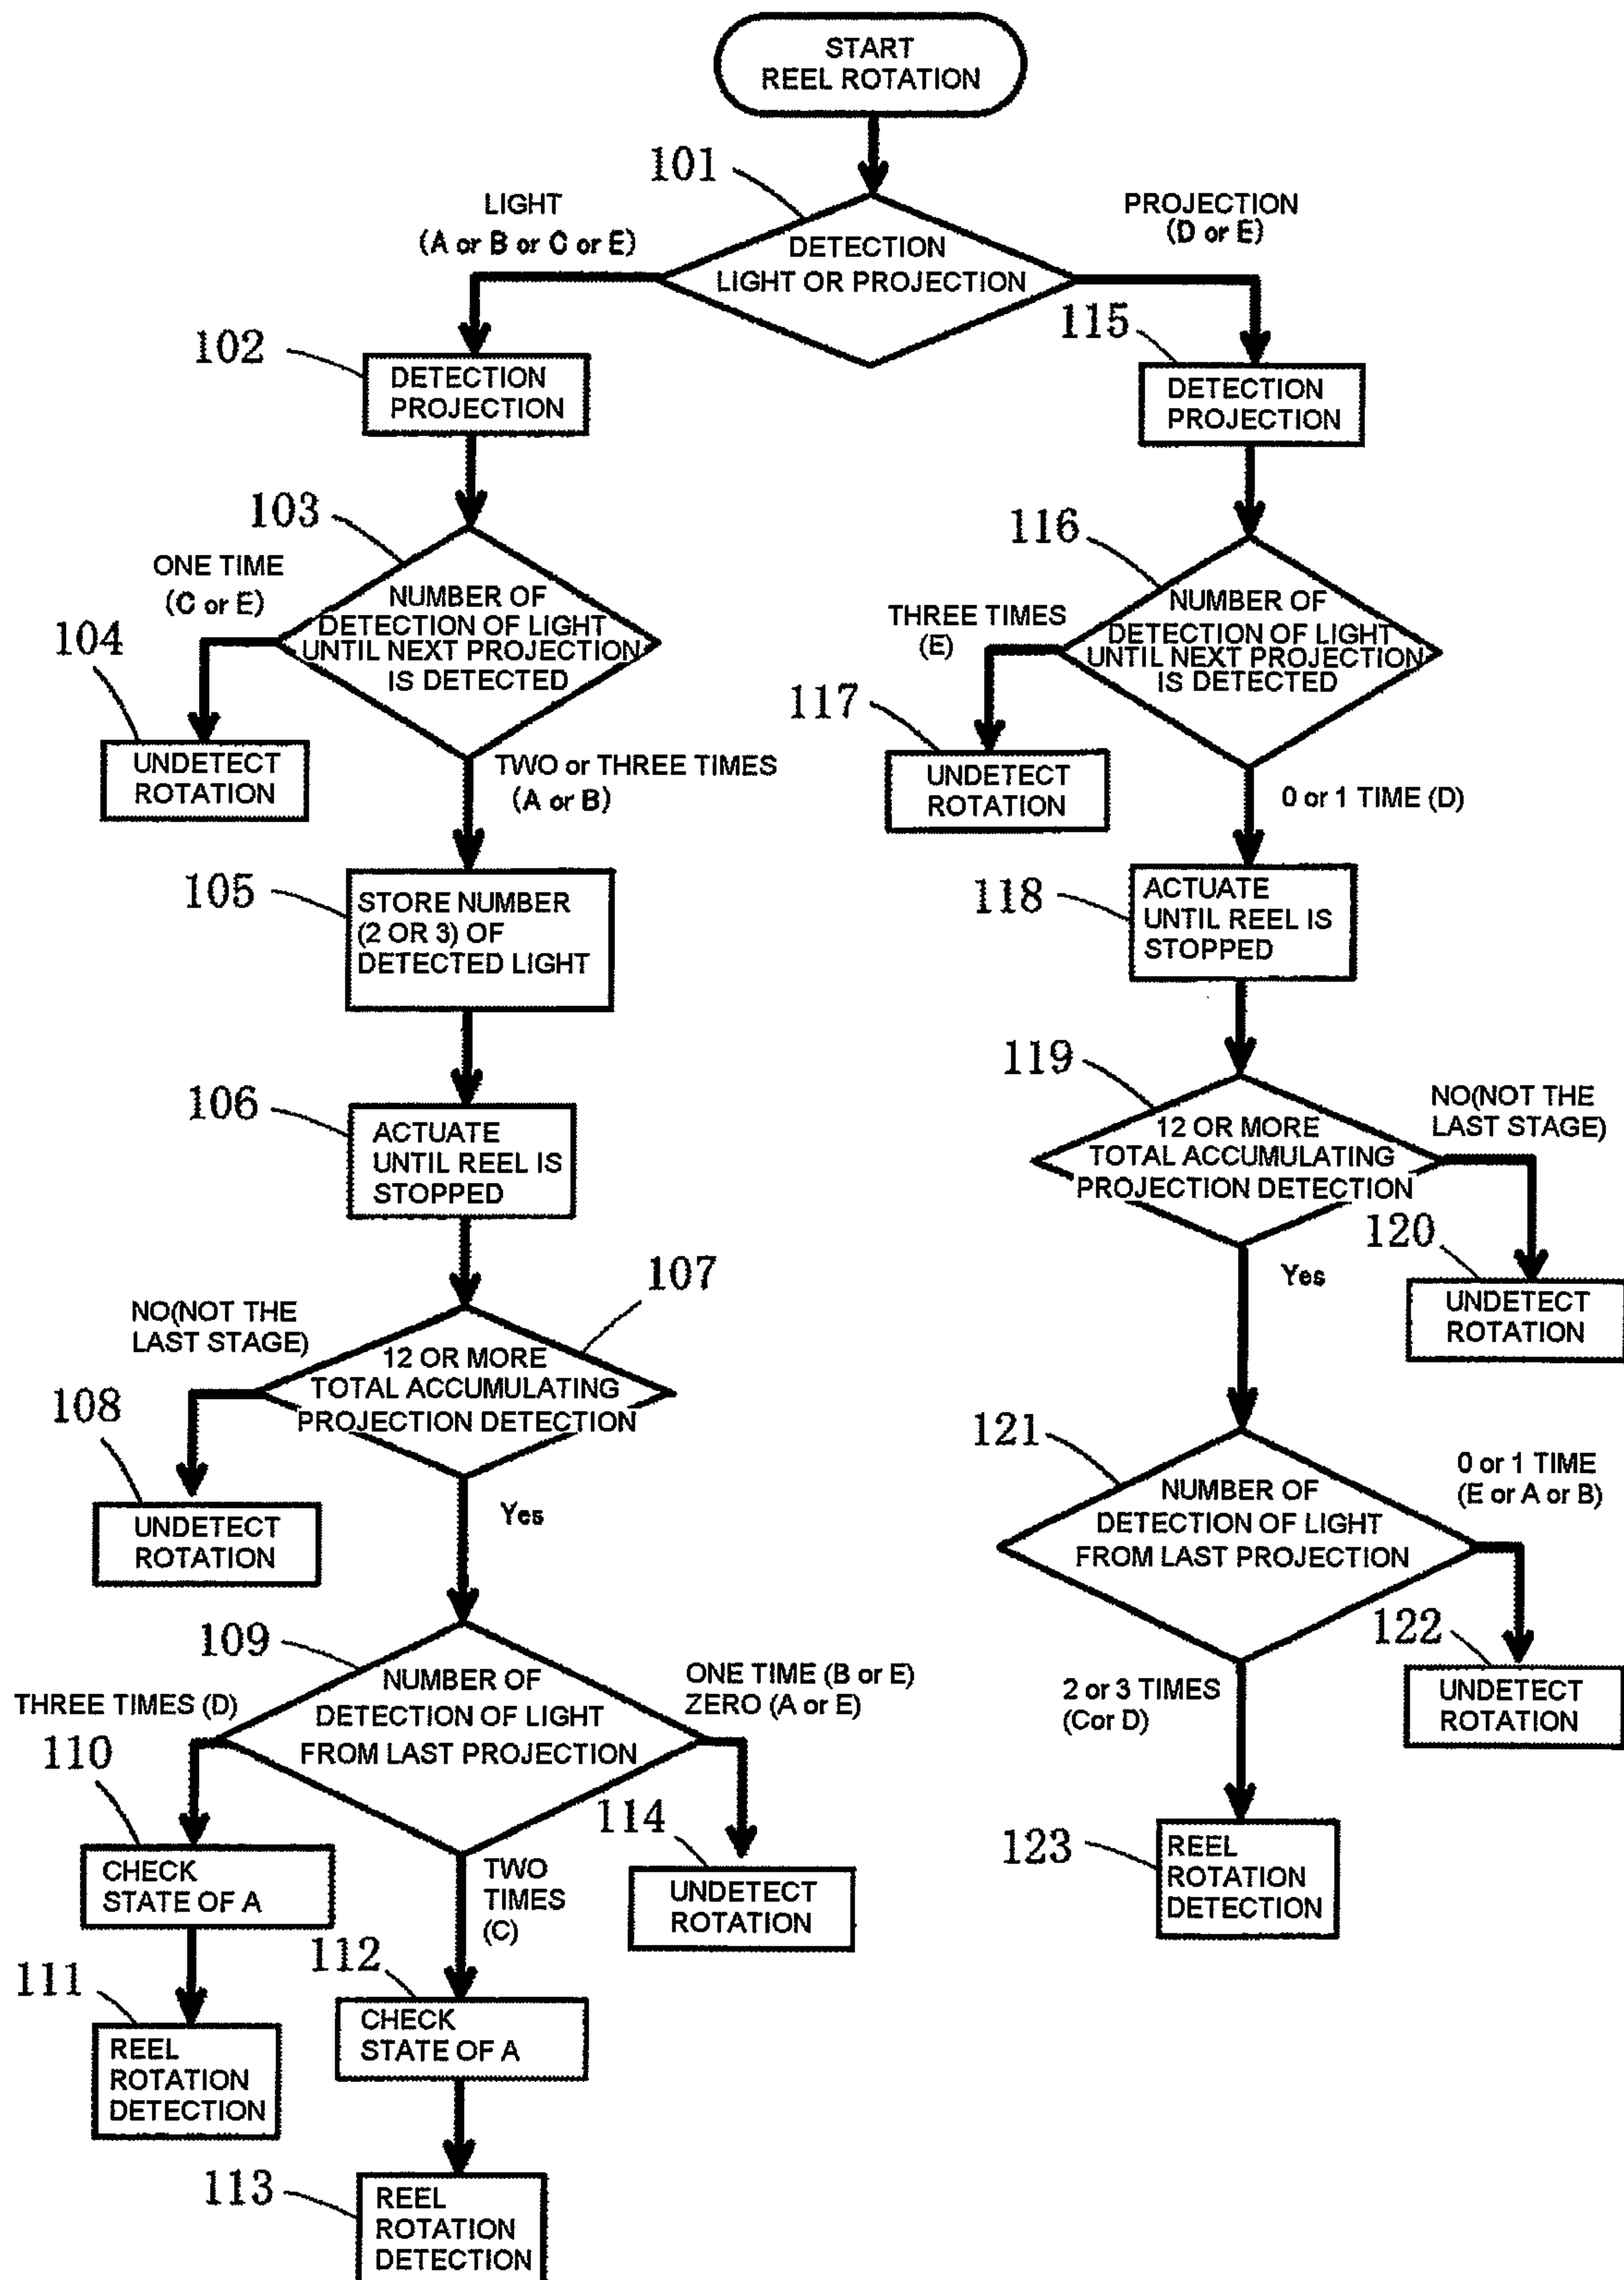 START
REEL ROTATION
101
LIGHT
(A or B or C or E)
PROJECTION
(D or E)
DETECTION
LIGHT OR PROJECTION
102
DETECTION
PROJECTION
103
ONE TIME
(C or E)
NUMBER OF
DETECTION OF LIGHT
UNTIL NEXT PROJECTION
IS DETECTED
104
UNDETECT
ROTATION
TWO or THREE TIMES
(A or B)
105
STORE NUMBER
(2 OR 3) OF
DETECTED LIGHT
106
ACTUATE
UNTIL REEL IS
STOPPED
107
NO(NOT THE
LAST STAGE)
12 OR MORE
TOTAL ACCUMULATING
PROJECTION DETECTION
108
UNDETECT
ROTATION
Yes
109
NUMBER OF
DETECTION OF LIGHT
FROM LAST PROJECTION
THREE TIMES (D)
ONE TIME (B or E)
ZERO (A or E)
110
CHECK
STATE OF A
111
REEL
ROTATION
DETECTION
TWO
TIMES
(C)
112
CHECK
STATE OF A
113
REEL
ROTATION
DETECTION
114
UNDETECT
ROTATION
115
DETECTION
PROJECTION
116
THREE TIMES
(E)
NUMBER OF
DETECTION OF LIGHT
UNTIL NEXT PROJECTION
IS DETECTED
117
UNDETECT
ROTATION
0 or 1 TIME (D)
118
ACTUATE
UNTIL REEL IS
STOPPED
119
12 OR MORE
TOTAL ACCUMULATING
PROJECTION DETECTION
NO(NOT THE
LAST STAGE)
120
UNDETECT
ROTATION
Yes
121
NUMBER OF
DETECTION OF LIGHT
FROM LAST PROJECTION
0 or 1 TIME
(E or A or B)
122
UNDETECT
ROTATION
2 or 3 TIMES
(Cor D)
123
REEL
ROTATION
DETECTION